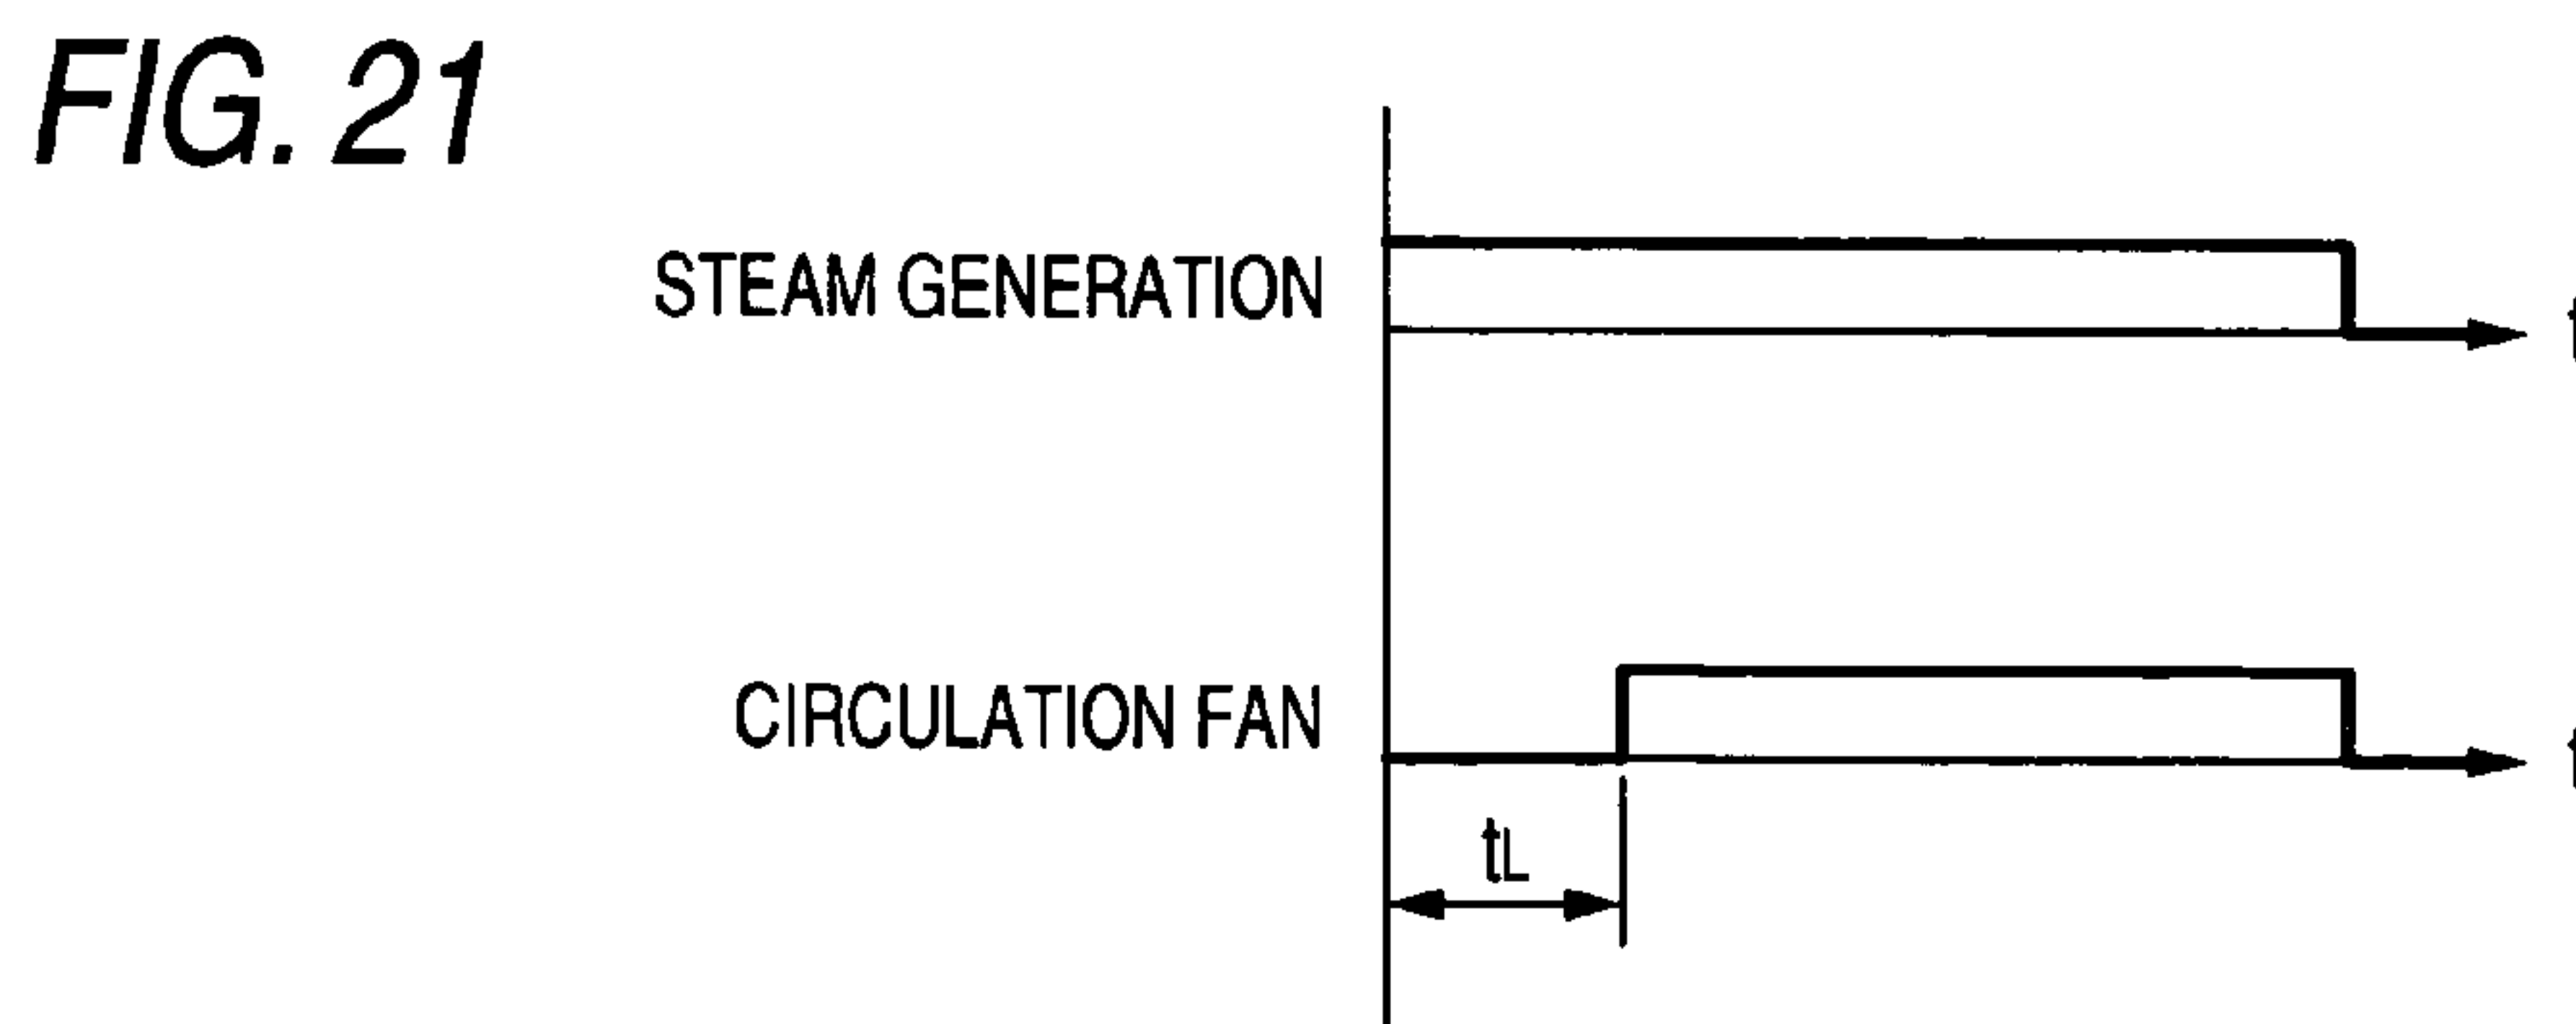 FIG. 21
STEAM GENERATION
t
CIRCULATION FAN
t
tL